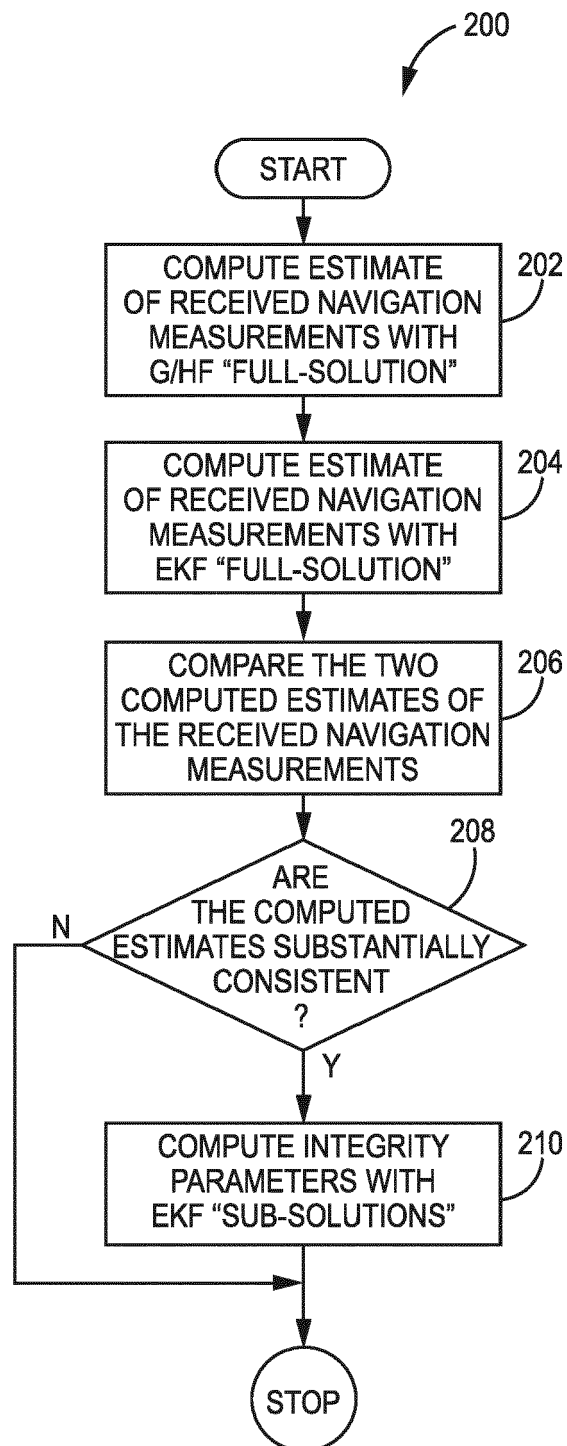 200
START
COMPUTE ESTIMATE
OF RECEIVED NAVIGATION
MEASUREMENTS WITH
G/HF “FULL-SOLUTION”
202
COMPUTE ESTIMATE
OF RECEIVED NAVIGATION
MEASUREMENTS WITH
EKF “FULL-SOLUTION”
204
COMPARE THE TWO
COMPUTED ESTIMATES OF
THE RECEIVED NAVIGATION
MEASUREMENTS
206
208
ARE
THE COMPUTED
ESTIMATES SUBSTANTIALLY
CONSISTENT
?
N
Y
COMPUTE INTEGRITY
PARAMETERS WITH
EKF “SUB-SOLUTIONS”
210
STOP